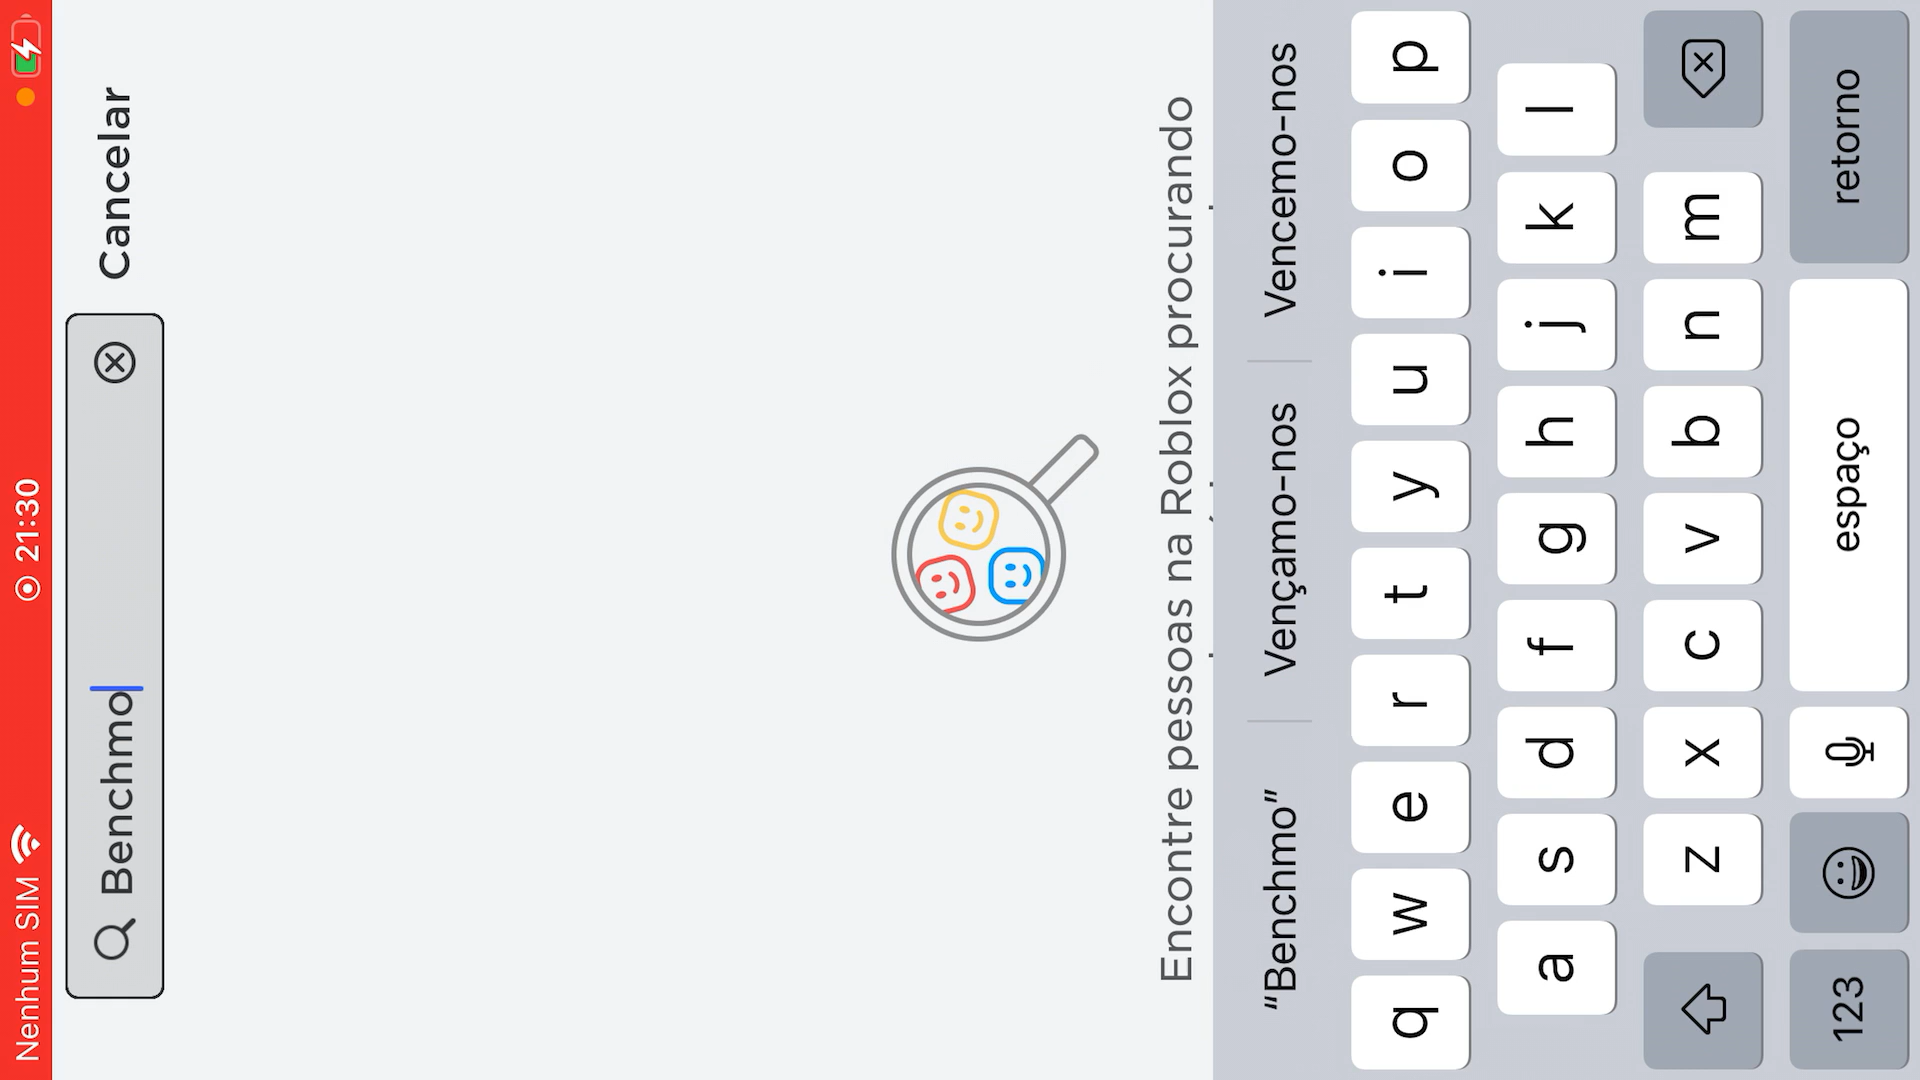 Nenhum SIM 21:30
Benchmo Cancelar
Encontre pessoas na Roblox procurando
“Benchmo” Vençamo-nos Vencemo-nos
q w e r t y u i o p
a s d f g h j k l
z x c v b n m
123 espaço retorno